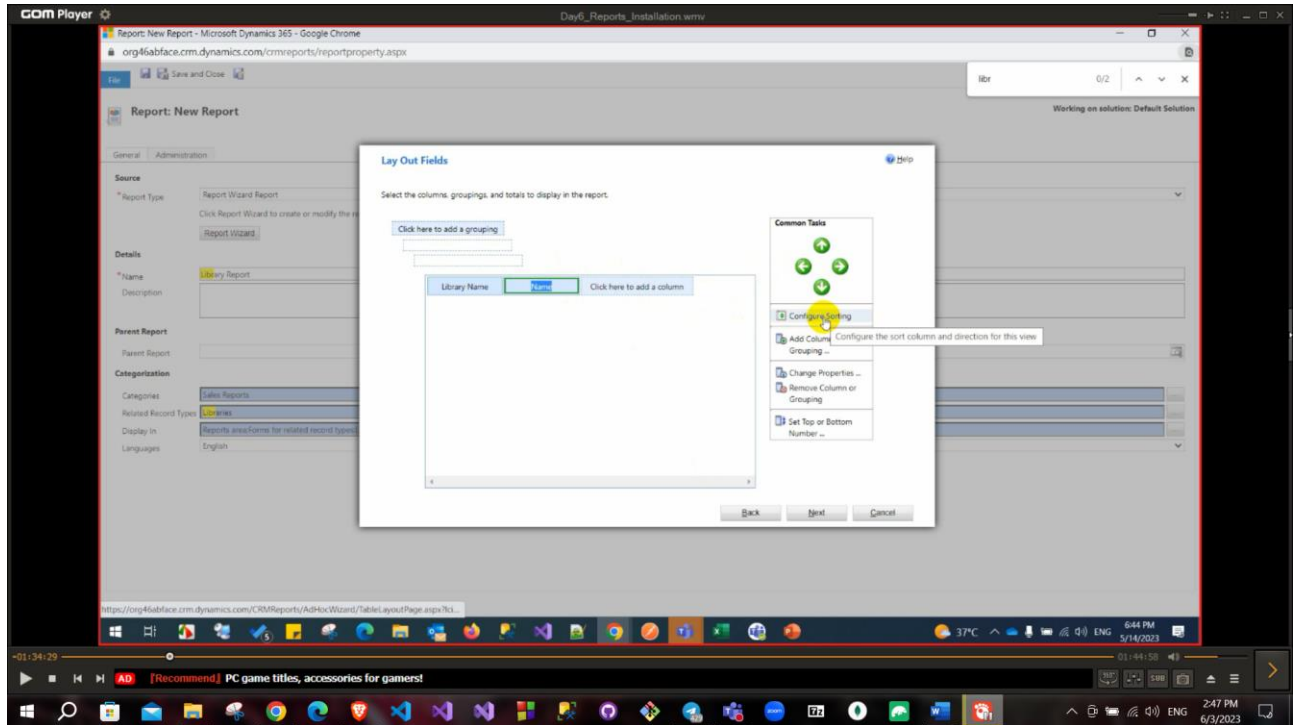 GOM Player
Day6_Reports_Installation.wmv
Report: New Report - Microsoft Dynamics 365 - Google Chrome
org46abface.crm.dynamics.com/crmreports/reportproperty.aspx
File
Save and Close
libr
0/2
Report: New Report
Working on solution: Default Solution
General
Administration
Source
*Report Type
Report Wizard Report
Click Report Wizard to create or modify the re
Report Wizard
Details
*Name
Library Report
Description
Parent Report
Parent Report
Categorization
Categories
Sales Reports
Related Record Types
Libraries
Display In
Reports area;Forms for related record types;
Languages
English
Lay Out Fields
Help
Select the columns, groupings, and totals to display in the report.
Click here to add a grouping
Library Name
Name
Click here to add a column
Common Tasks
Configure Sorting
Configure the sort column and direction for this view
Add Colum
Grouping ...
Change Properties ...
Remove Column or
Grouping
Set Top or Bottom
Number ...
Back
Next
Cancel
https://org46abface.crm.dynamics.com/CRMReports/AdHocWizard/TableLayoutPage.aspx?
5
37°C
ENG
6:44 PM
5/14/2023
-01:34:29
01:44:58
AD
[Recommend] PC game titles, accessories for gamers!
360°
SUB
zoom
7z
ENG
2:47 PM
6/3/2023